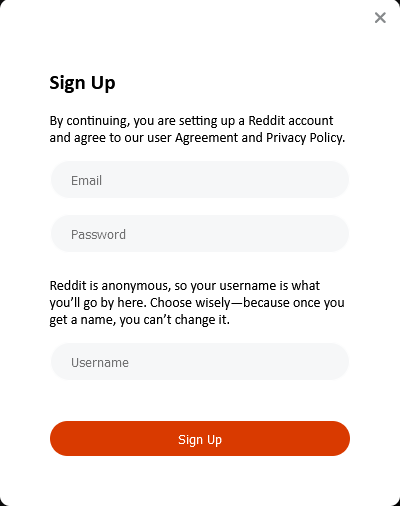 Sign Up
By continuing, you are setting up a Reddit account
and agree to our user Agreement and Privacy Policy.
Email
Password
Reddit is anonymous, so your username is what
you’ll go by here. Choose wisely—because once you
get a name, you can’t change it.
Username
Sign Up